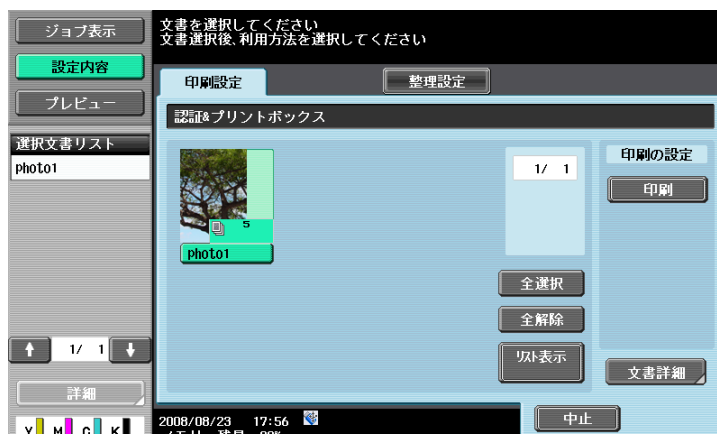 ジョブ表示
設定内容
プレビュー
選択文書リスト
photo1
1/ 1
詳細
Y M C K
文書を選択してください
文書選択後、利用方法を選択してください
印刷設定
整理設定
認証&プリントボックス
5
photo1
1/ 1
全選択
全解除
リスト表示
印刷の設定
印刷
文書詳細
2008/08/23 17:56
中止